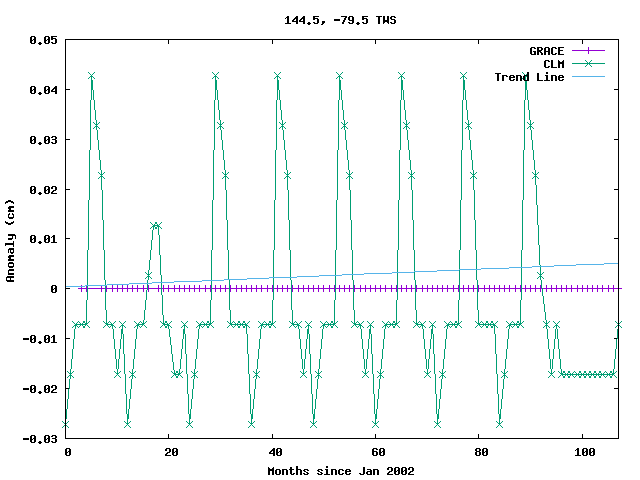 144.5, -79.5 TWS
GRACE
CLM
Trend Line
0.05
0.04
0.03
0.02
0.01
0
-0.01
-0.02
-0.03
Anomaly (cm)
0 20 40 60 80 100
Months since Jan 2002